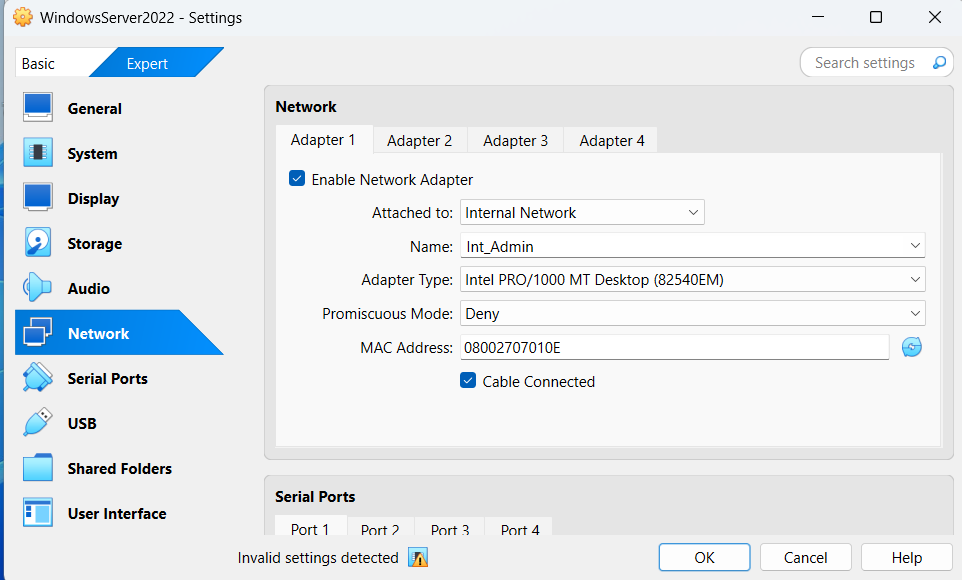 WindowsServer2022 - Settings
Basic
Expert
Search settings
General
System
Display
Storage
Audio
Network
Serial Ports
USB
Shared Folders
User Interface
Network
Adapter 1 Adapter 2 Adapter 3 Adapter 4
Enable Network Adapter
Attached to: Internal Network
Name: Int_Admin
Adapter Type: Intel PRO/1000 MT Desktop (82540EM)
Promiscuous Mode: Deny
MAC Address: 08002707010E
Cable Connected
Serial Ports
Port 1 Port 2 Port 3 Port 4
Invalid settings detected
OK Cancel Help